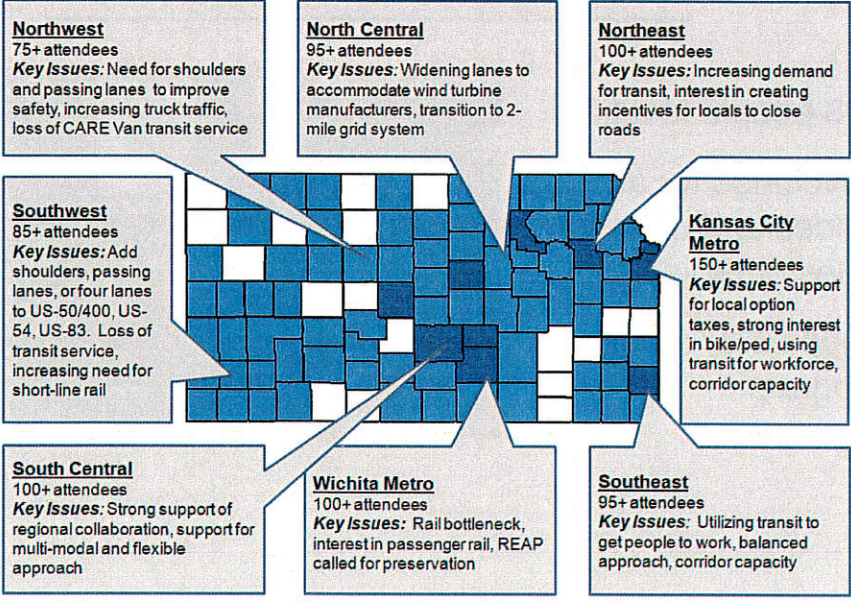 Northwest
75+ attendees
Key Issues: Need for shoulders
and passing lanes to improve
safety, increasing truck traffic,
loss of CARE Van transit service
North Central
95+ attendees
Key Issues: Widening lanes to
accommodate wind turbine
manufacturers, transition to 2-
mile grid system
Northeast
100+ attendees
Key Issues: Increasing demand
for transit, interest in creating
incentives for locals to close
roads
Southwest
85+ attendees
Key Issues: Add
shoulders, passing
lanes, or four lanes
to US-50/400, US-
54, US-83. Loss of
transit service,
increasing need for
short-line rail
Kansas City
Metro
150+ attendees
Key Issues: Support
for local option
taxes, strong interest
in bike/ped, using
transit for workforce,
corridor capacity
South Central
100+ attendees
Key Issues: Strong support of
regional collaboration, support for
multi-modal and flexible
approach
Wichita Metro
100+ attendees
Key Issues: Rail bottleneck,
interest in passenger rail, REAP
called for preservation
Southeast
95+ attendees
Key Issues: Utilizing transit to
get people to work, balanced
approach, corridor capacity